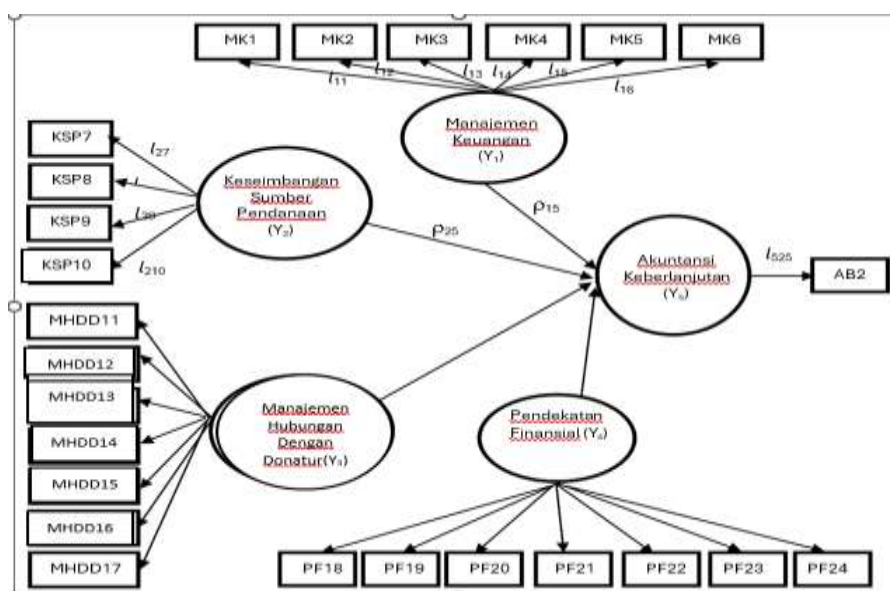 MK1 MK2 MK3 MK4 MK5 MK6
l11 l12 l13 l14 l15 l16
Manajemen
Keuangan
(Y1)
KSP7
KSP8
KSP9
KSP10
l27
l210
Keseimbangan
Sumber
Pendanaan
(Y2)
ρ15
ρ25
Akuntansi
Keberlanjutan
(Y5)
l525
AB2
MHDD11
MHDD12
MHDD13
MHDD14
MHDD15
MHDD16
MHDD17
Manajemen
Hubungan
Dengan
Donatur(Y3)
Pendekatan
Finansial (Y4)
PF18 PF19 PF20 PF21 PF22 PF23 PF24